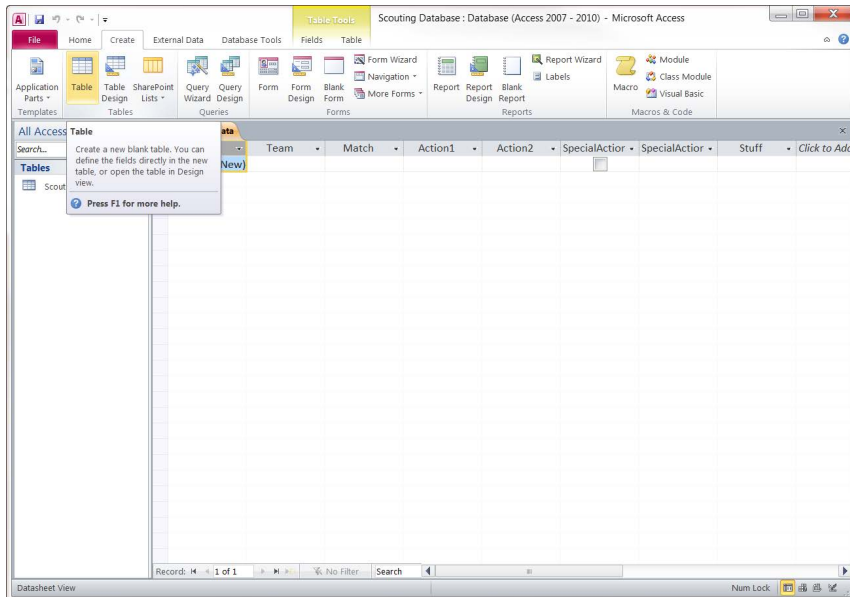 Table Tools
Scouting Database : Database (Access 2007 - 2010) - Microsoft Access
File Home Create External Data Database Tools Fields Table
Application Parts
Table
Table Design
SharePoint Lists
Query Wizard
Query Design
Form
Form Design
Blank Form
Form Wizard
Navigation
More Forms
Report
Report Design
Blank Report
Report Wizard
Labels
Macro
Module
Class Module
Visual Basic
Templates Tables Queries Forms Reports Macros & Code
All Access
Search...
Tables
Scout
Table
Create a new blank table. You can
define the fields directly in the new
table, or open the table in Design
view.
Press F1 for more help.
ata
Team Match Action1 Action2 SpecialAction SpecialAction Stuff Click to Add
New)
Record: 1 of 1 No Filter Search
Datasheet View Num Lock